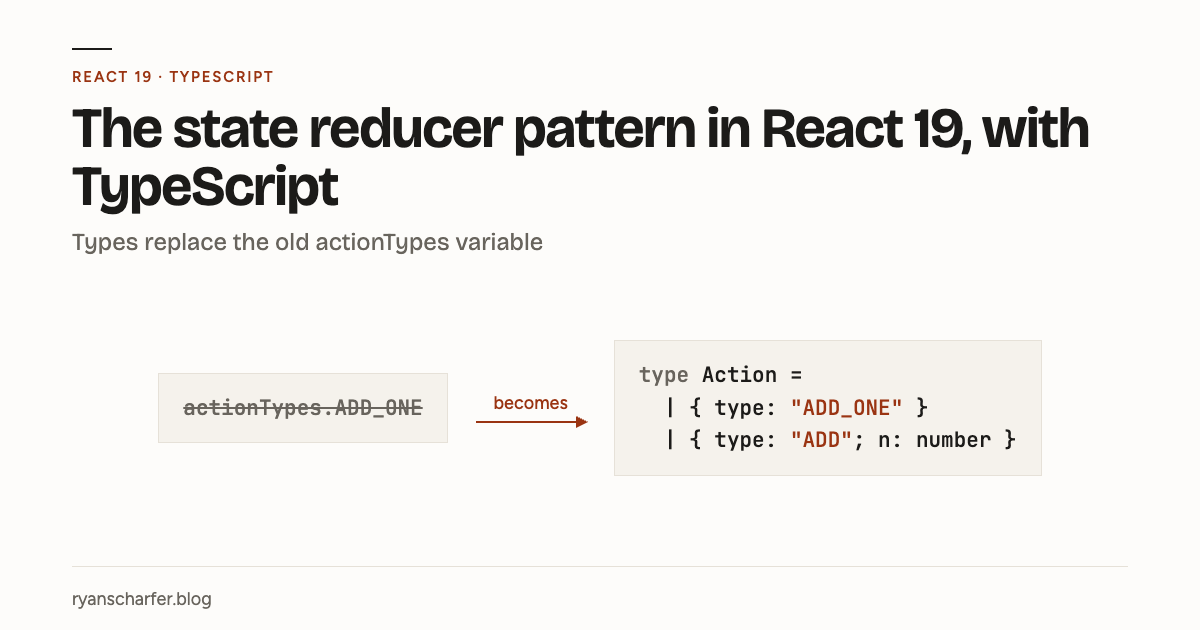 REACT 19 · TYPESCRIPT
The state reducer pattern in React 19, with
TypeScript
Types replace the old actionTypes variable
actionTypes.ADD_ONE
becomes
type Action =
  | { type: "ADD_ONE" }
  | { type: "ADD"; n: number }
ryanscharfer.blog